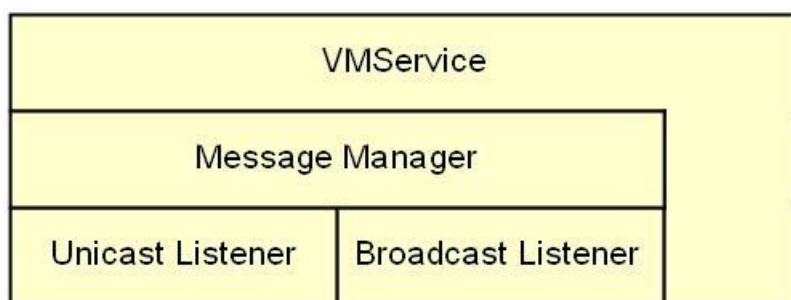 VMService
Message Manager
Unicast Listener
Broadcast Listener